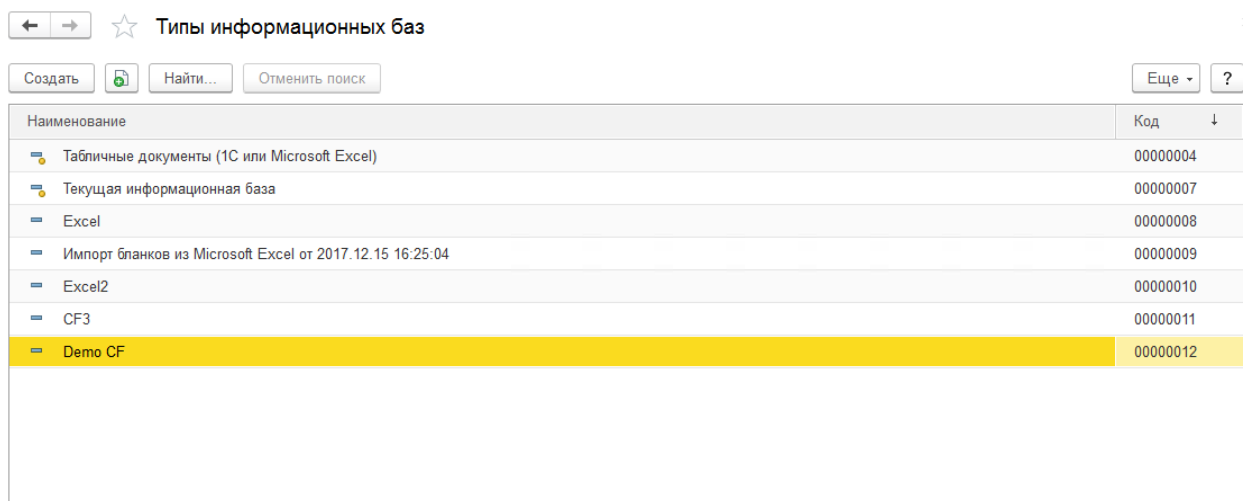 Типы информационных баз
Создать Найти... Отменить поиск Еще ?
Наименование Код
Табличные документы (1С или Microsoft Excel) 00000004
Текущая информационная база 00000007
Excel 00000008
Импорт бланков из Microsoft Excel от 2017.12.15 16:25:04 00000009
Excel2 00000010
CF3 00000011
Demo CF 00000012